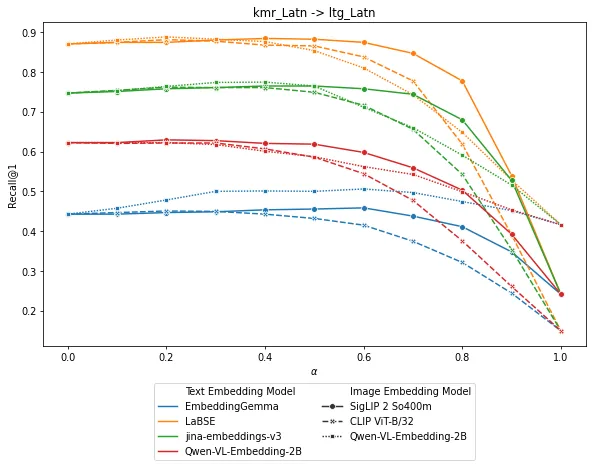 kmr_Latn -> ltg_Latn
Recall@1
0.9
0.8
0.7
0.6
0.5
0.4
0.3
0.2
0.0 0.2 0.4 0.6 0.8 1.0
α
Text Embedding Model
EmbeddingGemma
LaBSE
jina-embeddings-v3
Qwen-VL-Embedding-2B
Image Embedding Model
SigLIP 2 So400m
CLIP ViT-B/32
Qwen-VL-Embedding-2B